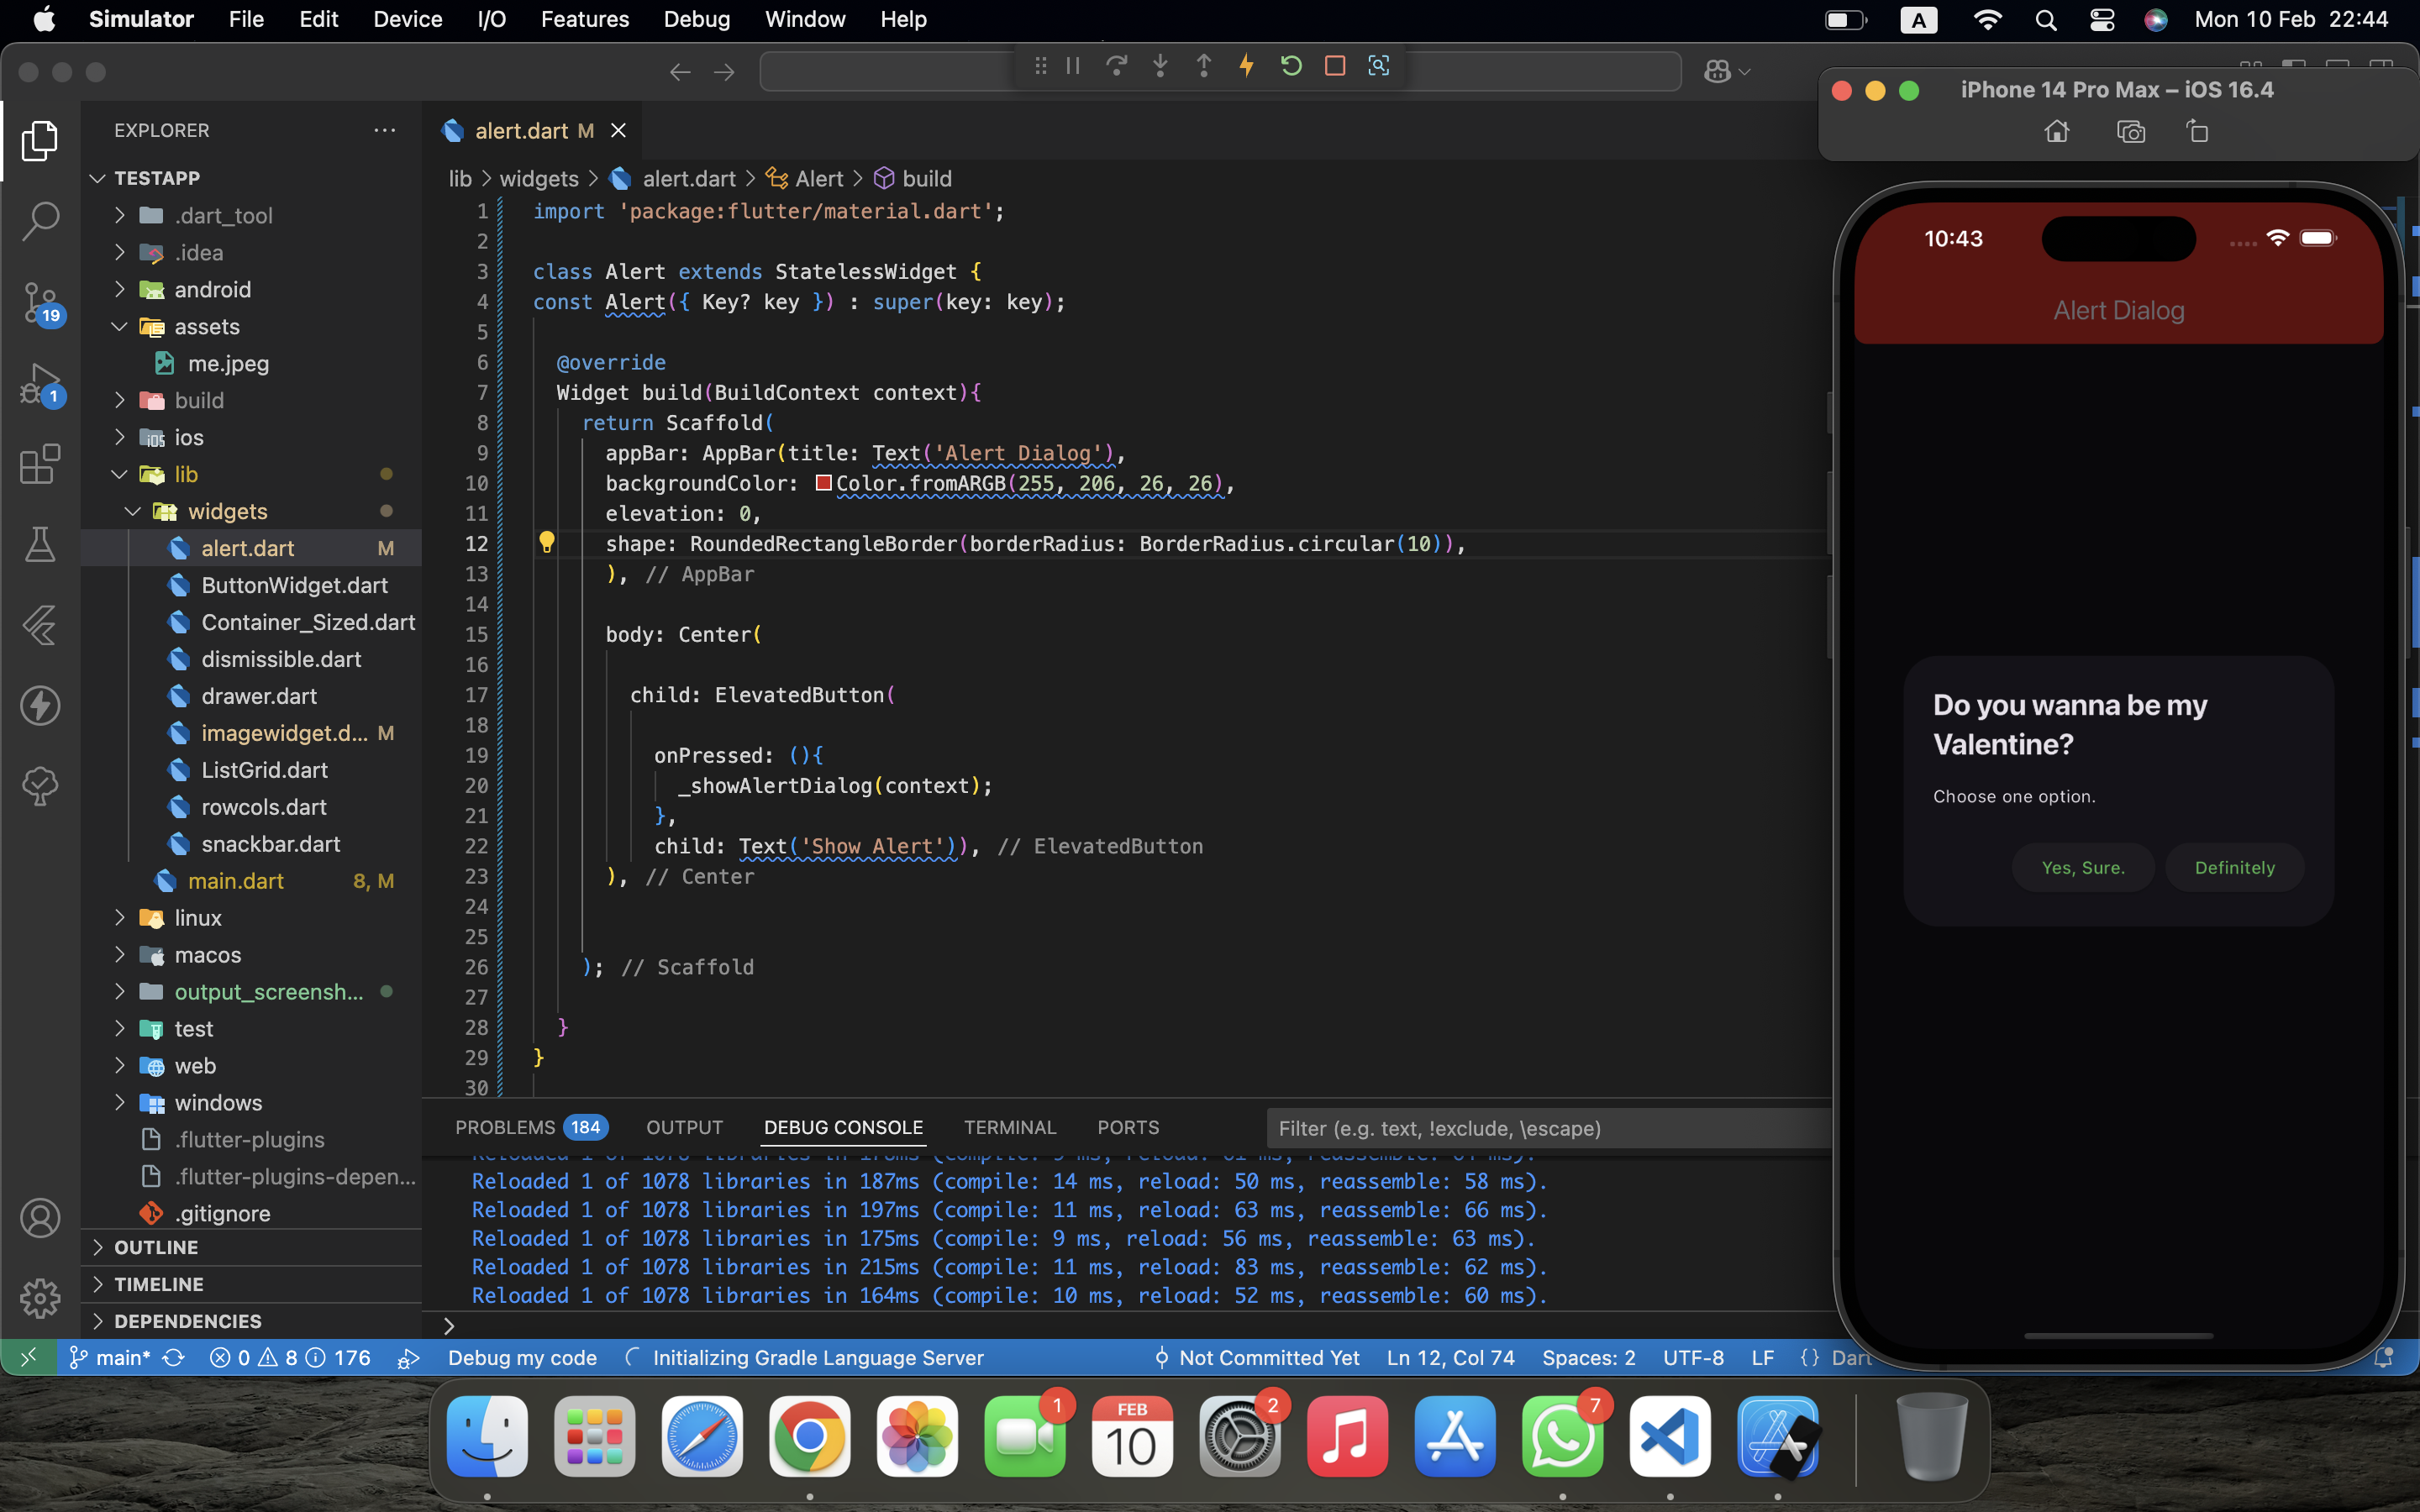 Simulator File Edit Device I/O Features Debug Window Help A Mon 10 Feb 22:44
EXPLORER
TESTAPP
.dart_tool
.idea
android
assets
me.jpeg
build
ios
lib
widgets
alert.dart M
ButtonWidget.dart
Container_Sized.dart
dismissible.dart
drawer.dart
imagewidget.d... M
ListGrid.dart
rowcols.dart
snackbar.dart
main.dart 8, M
linux
macos
output_screensh...
test
web
windows
.flutter-plugins
.flutter-plugins-depen...
.gitignore
OUTLINE
TIMELINE
DEPENDENCIES
19
1
alert.dart M
lib > widgets > alert.dart > Alert > build
1 import 'package:flutter/material.dart';
2
3 class Alert extends StatelessWidget {
4 const Alert({ Key? key }) : super(key: key);
5
6 @override
7 Widget build(BuildContext context){
8 return Scaffold(
9 appBar: AppBar(title: Text('Alert Dialog'),
10 backgroundColor: Color.fromARGB(255, 206, 26, 26),
11 elevation: 0,
12 shape: RoundedRectangleBorder(borderRadius: BorderRadius.circular(10)),
13 ), // AppBar
14
15 body: Center(
16
17 child: ElevatedButton(
18
19 onPressed: (){
20 _showAlertDialog(context);
21 },
22 child: Text('Show Alert')), // ElevatedButton
23 ), // Center
24
25
26 ); // Scaffold
27
28 }
29 }
30
PROBLEMS 184 OUTPUT DEBUG CONSOLE TERMINAL PORTS Filter (e.g. text, !exclude, \escape)
Reloaded 1 of 1078 libraries in 187ms (compile: 14 ms, reload: 50 ms, reassemble: 58 ms).
Reloaded 1 of 1078 libraries in 197ms (compile: 11 ms, reload: 63 ms, reassemble: 66 ms).
Reloaded 1 of 1078 libraries in 175ms (compile: 9 ms, reload: 56 ms, reassemble: 63 ms).
Reloaded 1 of 1078 libraries in 215ms (compile: 11 ms, reload: 83 ms, reassemble: 62 ms).
Reloaded 1 of 1078 libraries in 164ms (compile: 10 ms, reload: 52 ms, reassemble: 60 ms).
>
main* 0 8 176 Debug my code Initializing Gradle Language Server Not Committed Yet Ln 12, Col 74 Spaces: 2 UTF-8 LF {} Dart
iPhone 14 Pro Max – iOS 16.4
10:43
Alert Dialog
Do you wanna be my
Valentine?
Choose one option.
Yes, Sure. Definitely
1
FEB
10
2
7